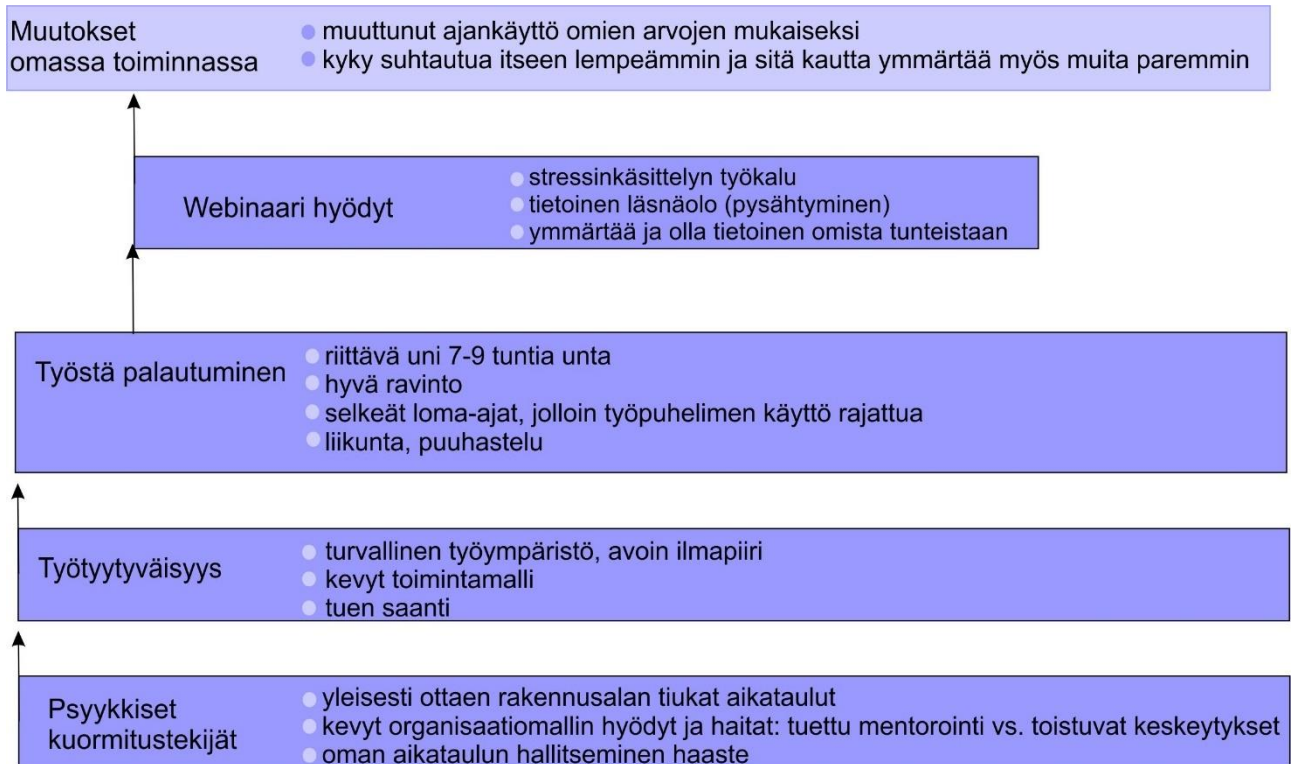 Muutokset
omassa toiminnassa
muuttunut ajankäyttö omien arvojen mukaiseksi
kyky suhtautua itseen lempeämmin ja sitä kautta ymmärtää myös muita paremmin
Webinaari hyödyt
stressinkäsittelyn työkalu
tietoinen läsnäolo (pysähtyminen)
ymmärtää ja olla tietoinen omista tunteistaan
Työstä palautuminen
riittävä uni 7-9 tuntia unta
hyvä ravinto
selkeät loma-ajat, jolloin työpuhelimen käyttö rajattua
liikunta, puuhastelu
Työtyytyväisyys
turvallinen työympäristö, avoin ilmapiiri
kevyt toimintamalli
tuen saanti
Psyykkiset
kuormitustekijät
yleisesti ottaen rakennusalan tiukat aikataulut
kevyt organisaatiomallin hyödyt ja haitat: tuettu mentorointi vs. toistuvat keskeytykset
oman aikataulun hallitseminen haaste